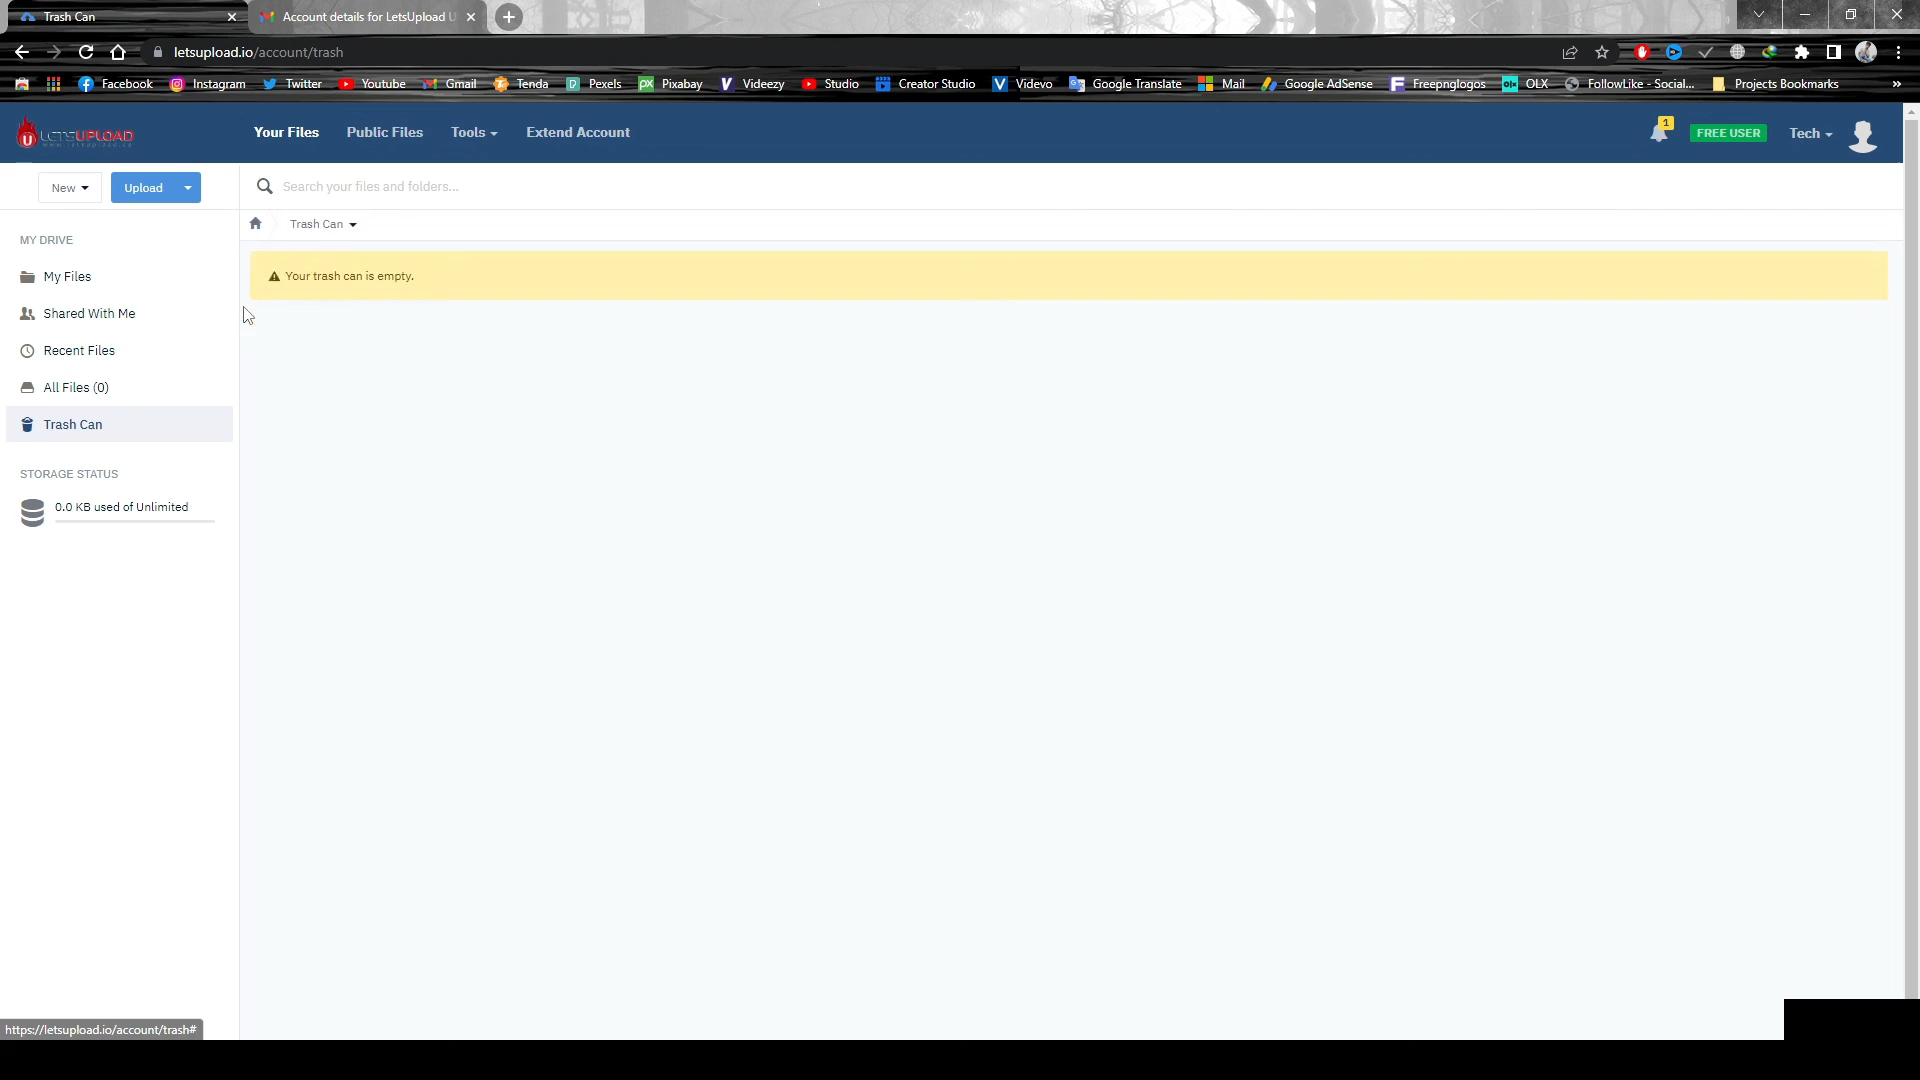 Trash Can
Account details for LetsUpload U
letsupload.io/account/trash
Facebook Instagram Twitter Youtube Gmail Tenda Pexels Pixabay Videezy Studio Creator Studio Videvo Google Translate Mail Google AdSense Freepnglogos OLX FollowLike - Social... Projects Bookmarks »
LETSUPLOAD
Your Files Public Files Tools Extend Account 1 FREE USER Tech
New Upload Search your files and folders...
Trash Can
MY DRIVE
Your trash can is empty.
My Files
Shared With Me
Recent Files
All Files (0)
Trash Can
STORAGE STATUS
0.0 KB used of Unlimited
https://letsupload.io/account/trash#